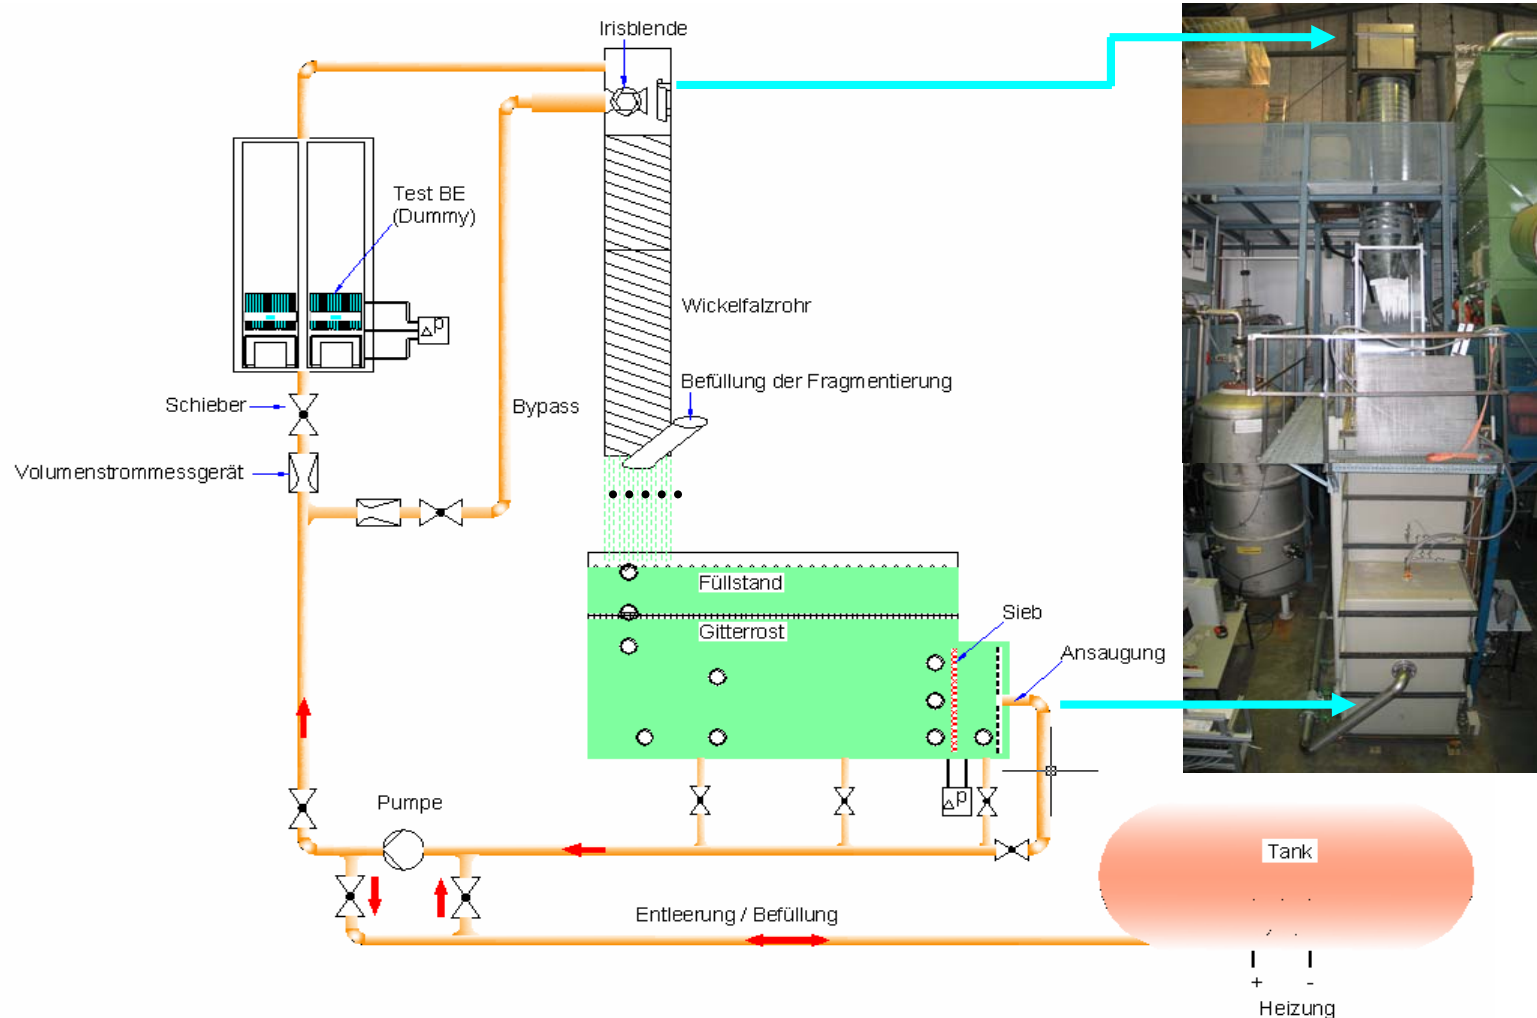 Irisblende
Test BE
(Dummy)
△p
Wickelfalzrohr
Befüllung der Fragmentierung
Schieber
Bypass
Volumenstrommessgerät
Füllstand
Sieb
Gitterrost
Ansaugung
△p
Pumpe
Tank
Entleerung / Befüllung
+ -
Heizung